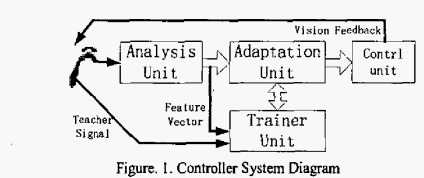 Vision Feedback
Analysis
Unit
Adaptation
Unit
Contrl
unit
Feature
Vector
Teacher
Signal
Trainer
Unit
Figure. 1. Controller System Diagram